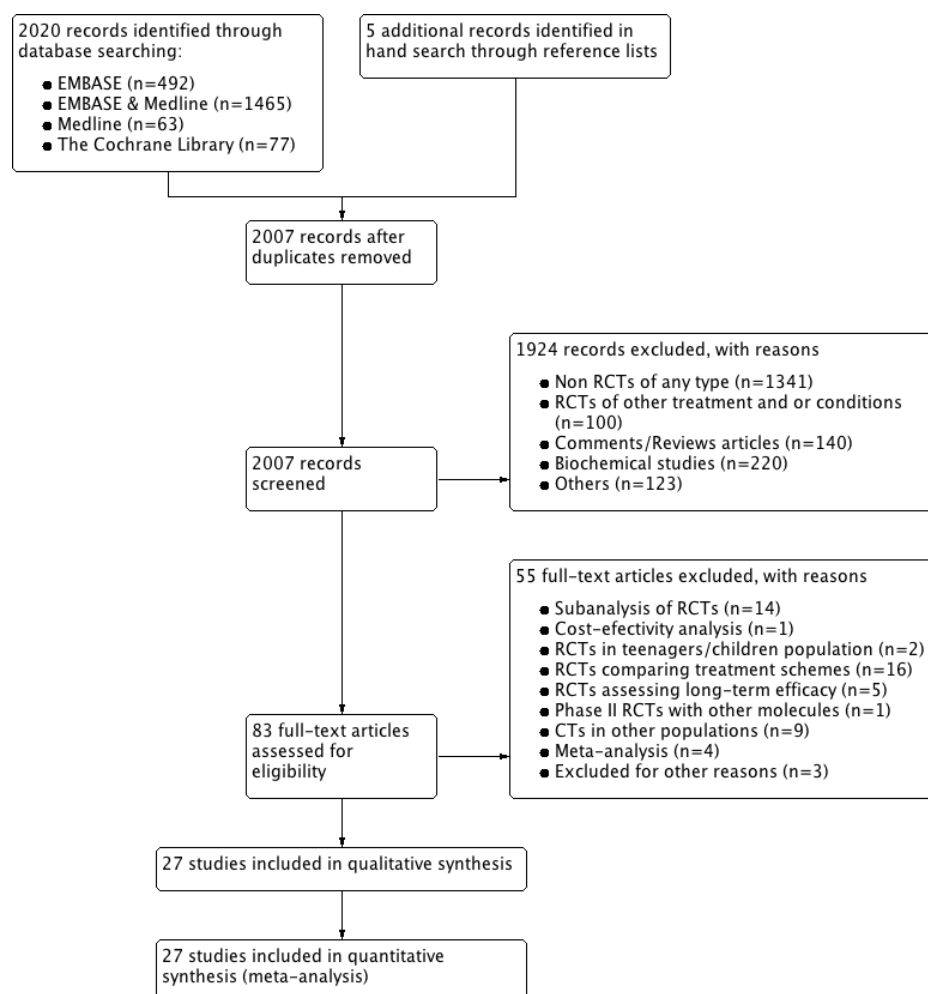 2020 records identified through
database searching:
● EMBASE (n=492)
● EMBASE & Medline (n=1465)
● Medline (n=63)
● The Cochrane Library (n=77)
5 additional records identified in
hand search through reference lists
2007 records after
duplicates removed
1924 records excluded, with reasons
● Non RCTs of any type (n=1341)
● RCTs of other treatment and or conditions
(n=100)
● Comments/Reviews articles (n=140)
● Biochemical studies (n=220)
● Others (n=123)
2007 records
screened
55 full-text articles excluded, with reasons
● Subanalysis of RCTs (n=14)
● Cost-efectivity analysis (n=1)
● RCTs in teenagers/children population (n=2)
● RCTs comparing treatment schemes (n=16)
● RCTs assessing long-term efficacy (n=5)
● Phase II RCTs with other molecules (n=1)
● CTs in other populations (n=9)
● Meta-analysis (n=4)
● Excluded for other reasons (n=3)
83 full-text articles
assessed for
eligibility
27 studies included in qualitative synthesis
27 studies included in quantitative
synthesis (meta-analysis)